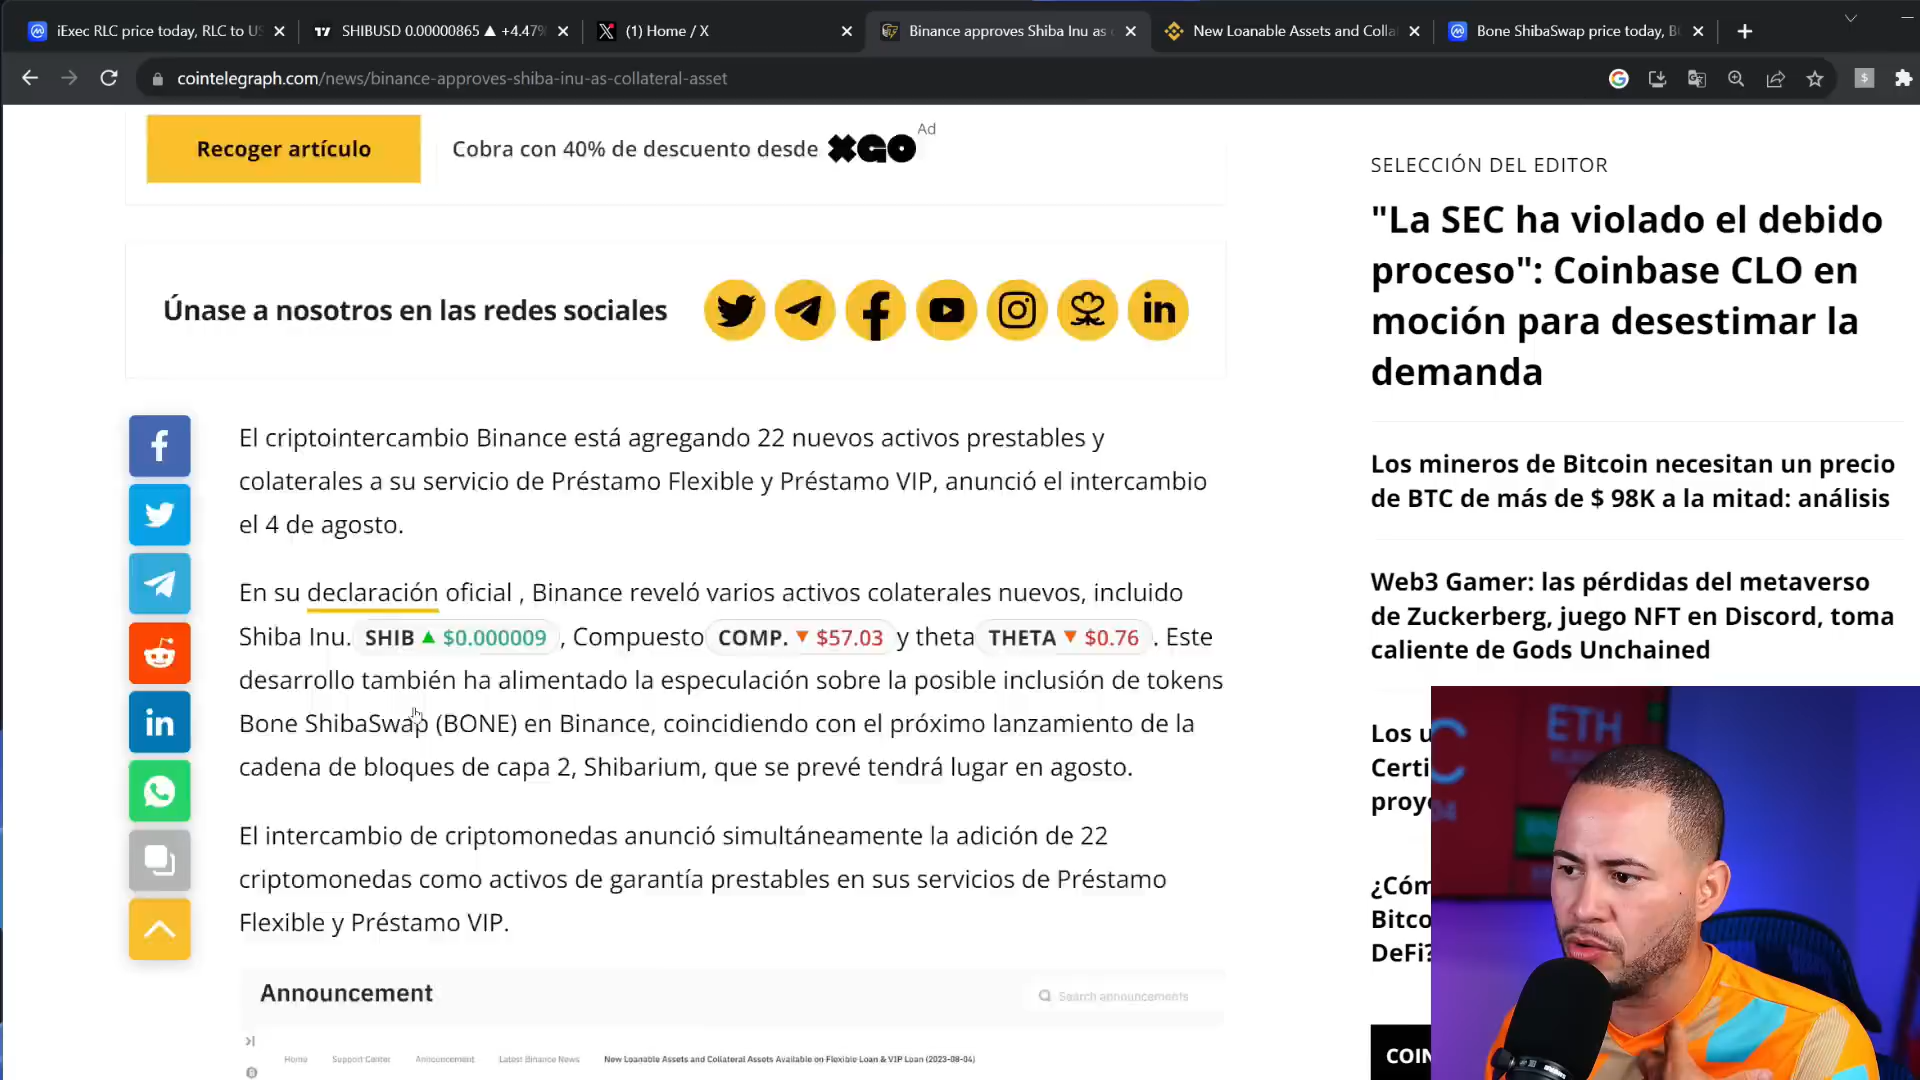 iExec RLC price today, RLC to US
SHIBUSD 0.00000865 ▲ +4.47%
(1) Home / X
Binance approves Shiba Inu as c
New Loanable Assets and Colla
Bone ShibaSwap price today, B
cointelegraph.com/news/binance-approves-shiba-inu-as-collateral-asset
Recoger artículo
Cobra con 40% de descuento desde XGO
Ad
Únase a nosotros en las redes sociales
El criptointercambio Binance está agregando 22 nuevos activos prestables y
colaterales a su servicio de Préstamo Flexible y Préstamo VIP, anunció el intercambio
el 4 de agosto.
En su declaración oficial , Binance reveló varios activos colaterales nuevos, incluido
Shiba Inu. SHIB ▲ $0.000009 , Compuesto COMP. ▼ $57.03 y theta THETA ▼ $0.76 . Este
desarrollo también ha alimentado la especulación sobre la posible inclusión de tokens
Bone ShibaSwap (BONE) en Binance, coincidiendo con el próximo lanzamiento de la
cadena de bloques de capa 2, Shibarium, que se prevé tendrá lugar en agosto.
El intercambio de criptomonedas anunció simultáneamente la adición de 22
criptomonedas como activos de garantía prestables en sus servicios de Préstamo
Flexible y Préstamo VIP.
Announcement
Search announcements
Home Support Center Announcement Latest Binance News New Loanable Assets and Collateral Assets Available on Flexible Loan & VIP Loan (2023-08-04)
SELECCIÓN DEL EDITOR
"La SEC ha violado el debido
proceso": Coinbase CLO en
moción para desestimar la
demanda
Los mineros de Bitcoin necesitan un precio
de BTC de más de $ 98K a la mitad: análisis
Web3 Gamer: las pérdidas del metaverso
de Zuckerberg, juego NFT en Discord, toma
caliente de Gods Unchained
Los u
Certi
proye
¿Cóm
Bitco
DeFi?
COIN
ETH